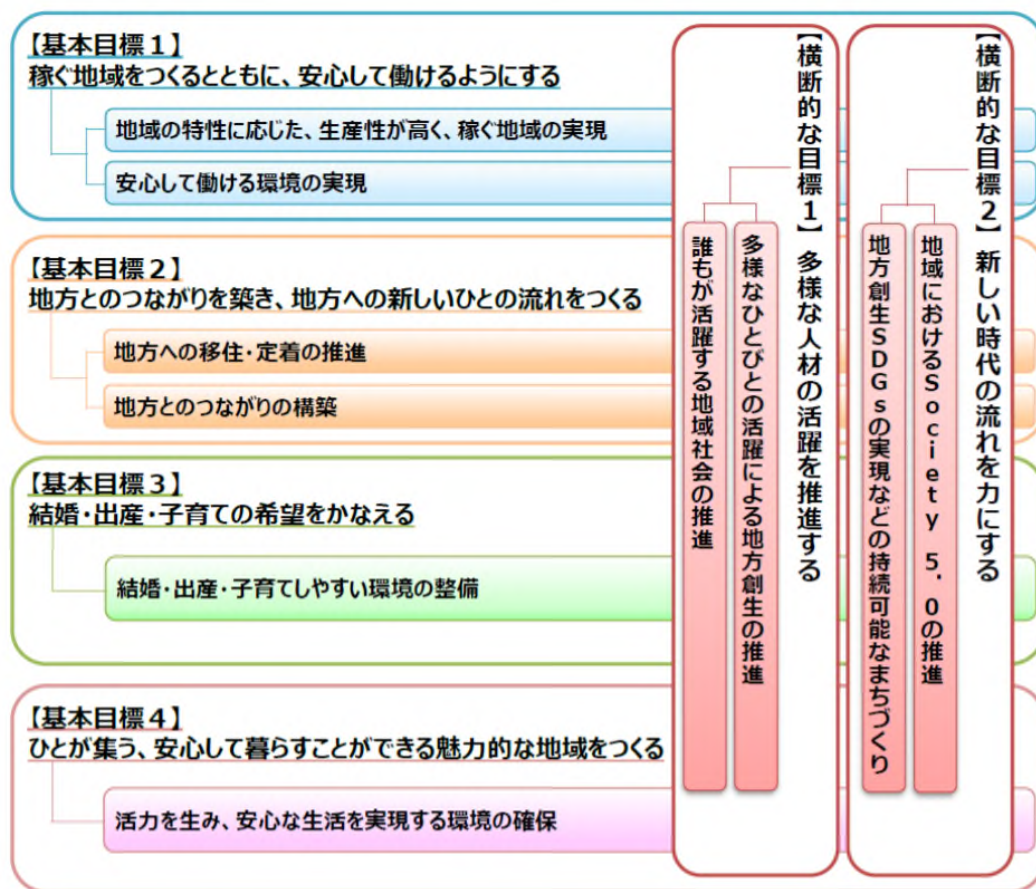 【基本目標1】
稼ぐ地域をつくるとともに、安心して働けるようにする
地域の特性に応じた、生産性が高く、稼ぐ地域の実現
安心して働ける環境の実現
【基本目標2】
地方とのつながりを築き、地方への新しいひとの流れをつくる
地方への移住・定着の推進
地方とのつながりの構築
【基本目標3】
結婚・出産・子育ての希望をかなえる
結婚・出産・子育てしやすい環境の整備
【基本目標4】
ひとが集う、安心して暮らすことができる魅力的な地域をつくる
活力を生み、安心な生活を実現する環境の確保
【横断的な目標1】多様な人材の活躍を推進する
多様なひとびとの活躍による地方創生の推進
誰もが活躍する地域社会の推進
【横断的な目標2】新しい時代の流れを力にする
地域におけるSociety 5.0の推進
地方創生SDGsの実現などの持続可能なまちづくり